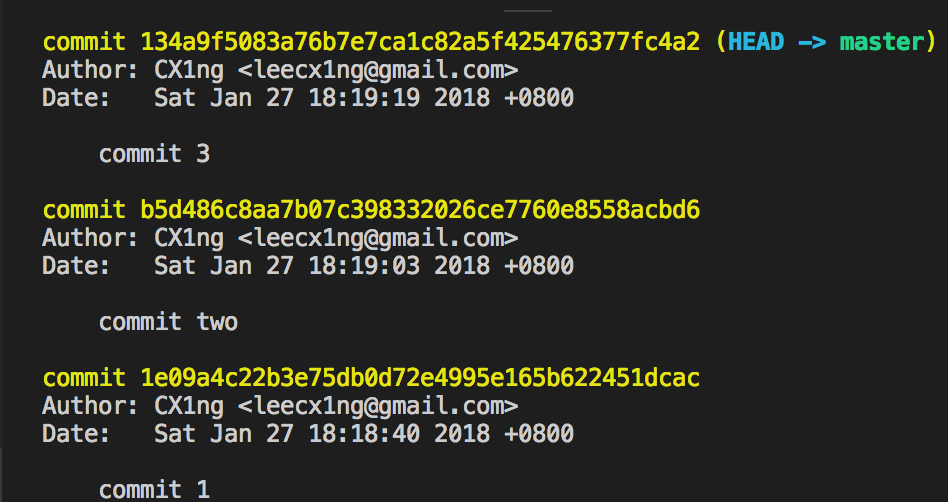 commit 134a9f5083a76b7e7ca1c82a5f425476377fc4a2 (HEAD -> master)
Author: CX1ng <leecx1ng@gmail.com>
Date:   Sat Jan 27 18:19:19 2018 +0800
commit 3
commit b5d486c8aa7b07c398332026ce7760e8558acbd6
Author: CX1ng <leecx1ng@gmail.com>
Date:   Sat Jan 27 18:19:03 2018 +0800
commit two
commit 1e09a4c22b3e75db0d72e4995e165b622451dcac
Author: CX1ng <leecx1ng@gmail.com>
Date:   Sat Jan 27 18:18:40 2018 +0800
commit 1